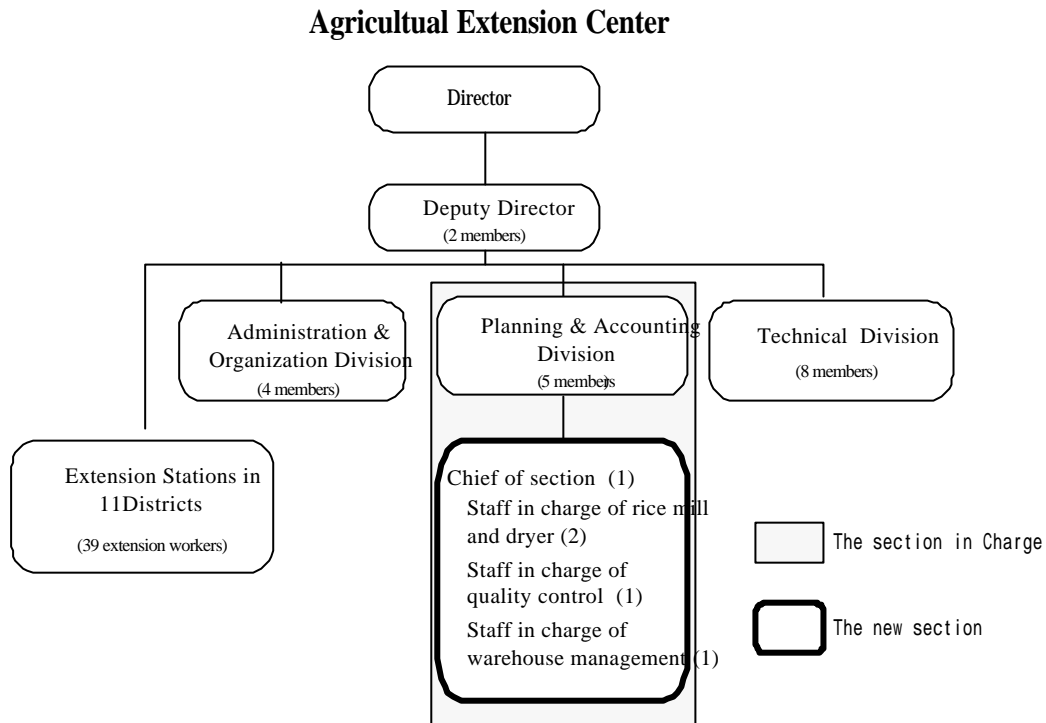 Agricultual Extension Center
Director
Deputy Director
(2 members)
Administration &
Organization Division
(4 members)
Planning & Accounting
Division
(5 members)
Technical Division
(8 members)
Extension Stations in
11Districts
(39 extension workers)
Chief of section (1)
Staff in charge of rice mill
and dryer (2)
Staff in charge of
quality control (1)
Staff in charge of
warehouse management (1)
The section in Charge
The new section